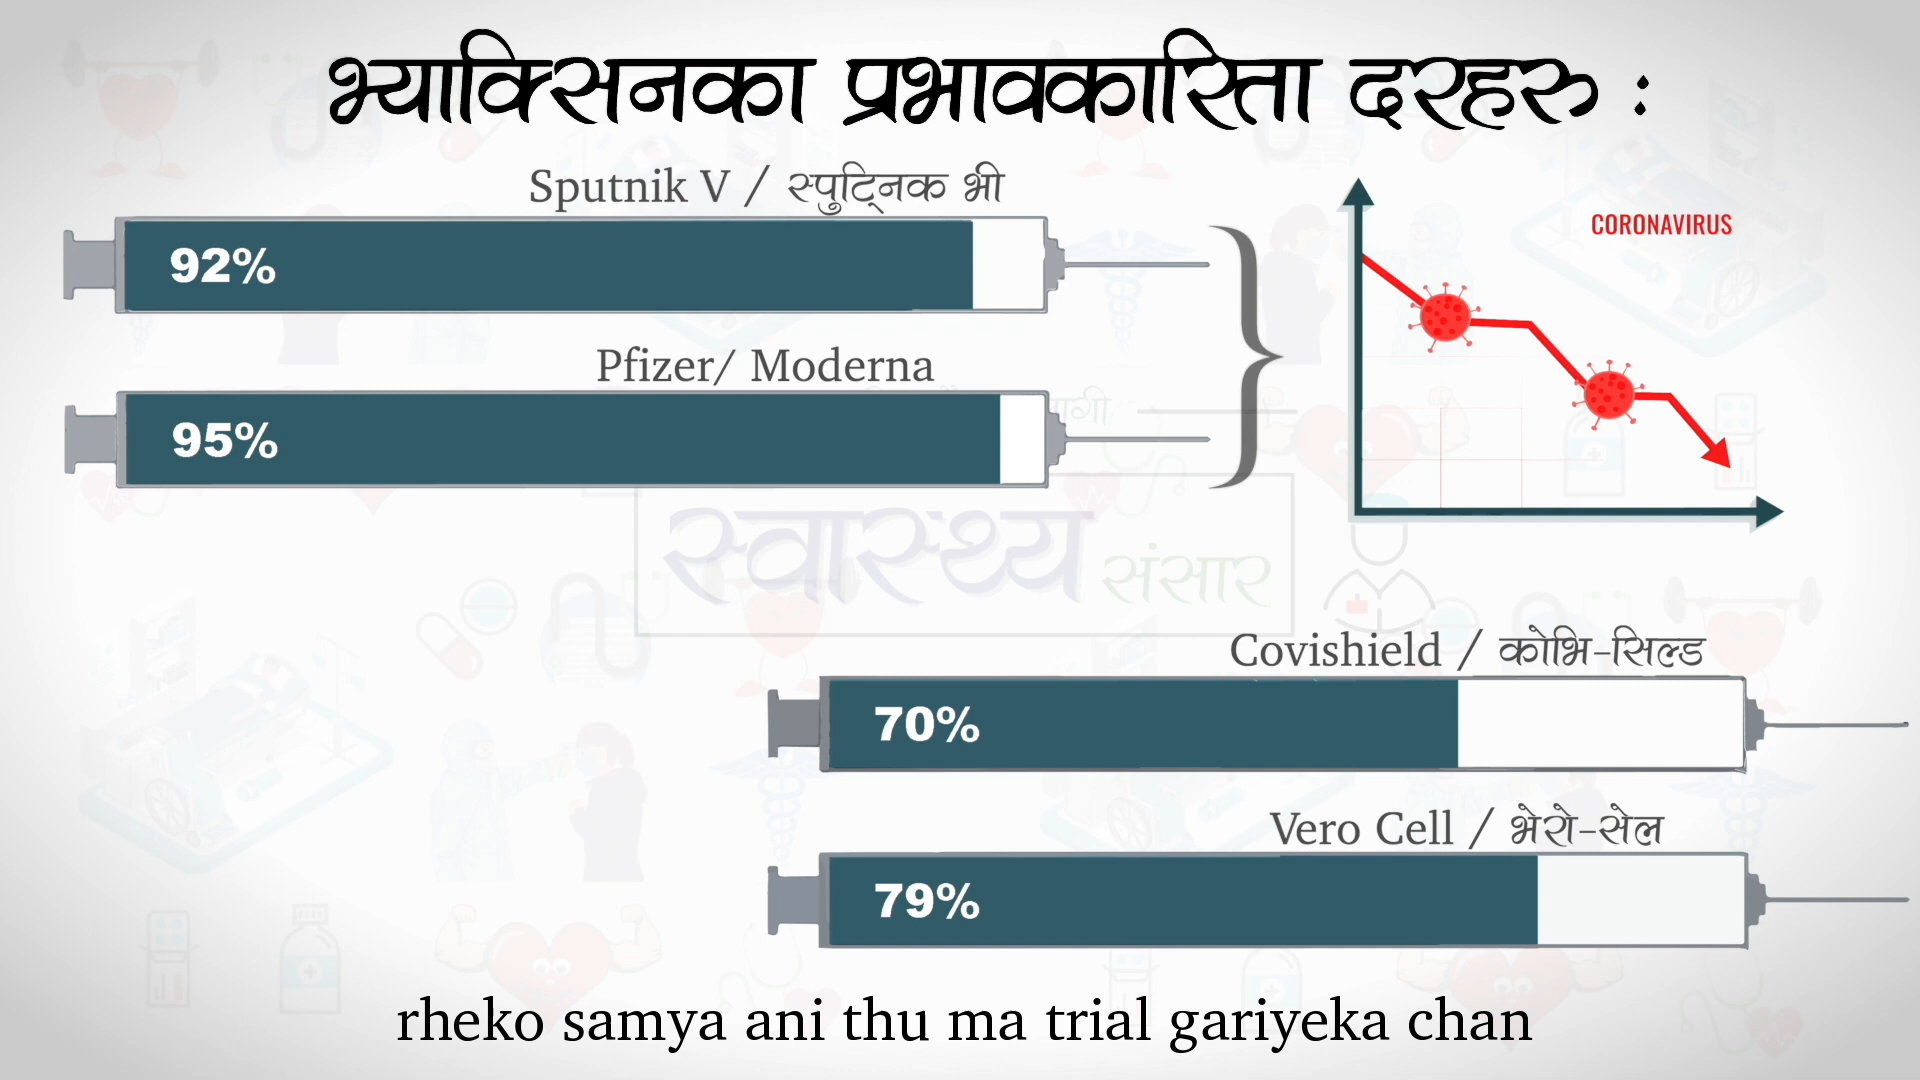 भ्याक्सिनका प्रभावकारिता दरहरु :
Sputnik V / स्पुट्निक भी
92%
Pfizer/ Moderna
95%
CORONAVIRUS
स्वास्थ्य संसार
Covishield / कोभि-सिल्ड
70%
Vero Cell / भेरो-सेल
79%
rheko samya ani thu ma trial gariyeka chan